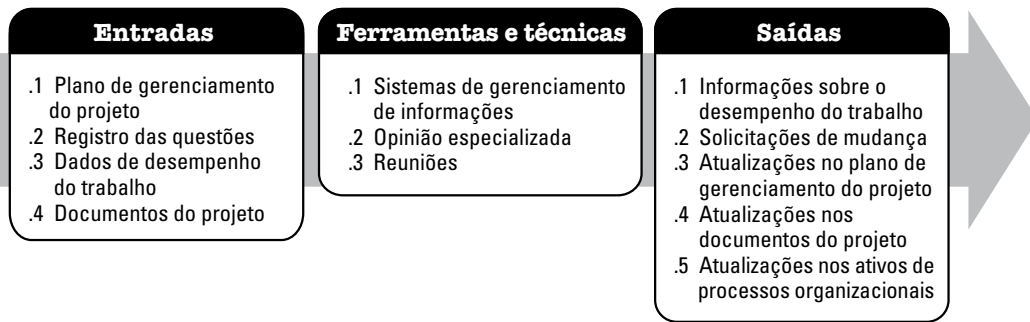 Entradas
.1 Plano de gerenciamento
do projeto
.2 Registro das questões
.3 Dados de desempenho
do trabalho
.4 Documentos do projeto
Ferramentas e técnicas
.1 Sistemas de gerenciamento
de informações
.2 Opinião especializada
.3 Reuniões
Saídas
.1 Informações sobre o
desempenho do trabalho
.2 Solicitações de mudança
.3 Atualizações no plano de
gerenciamento do projeto
.4 Atualizações nos
documentos do projeto
.5 Atualizações nos ativos de
processos organizacionais